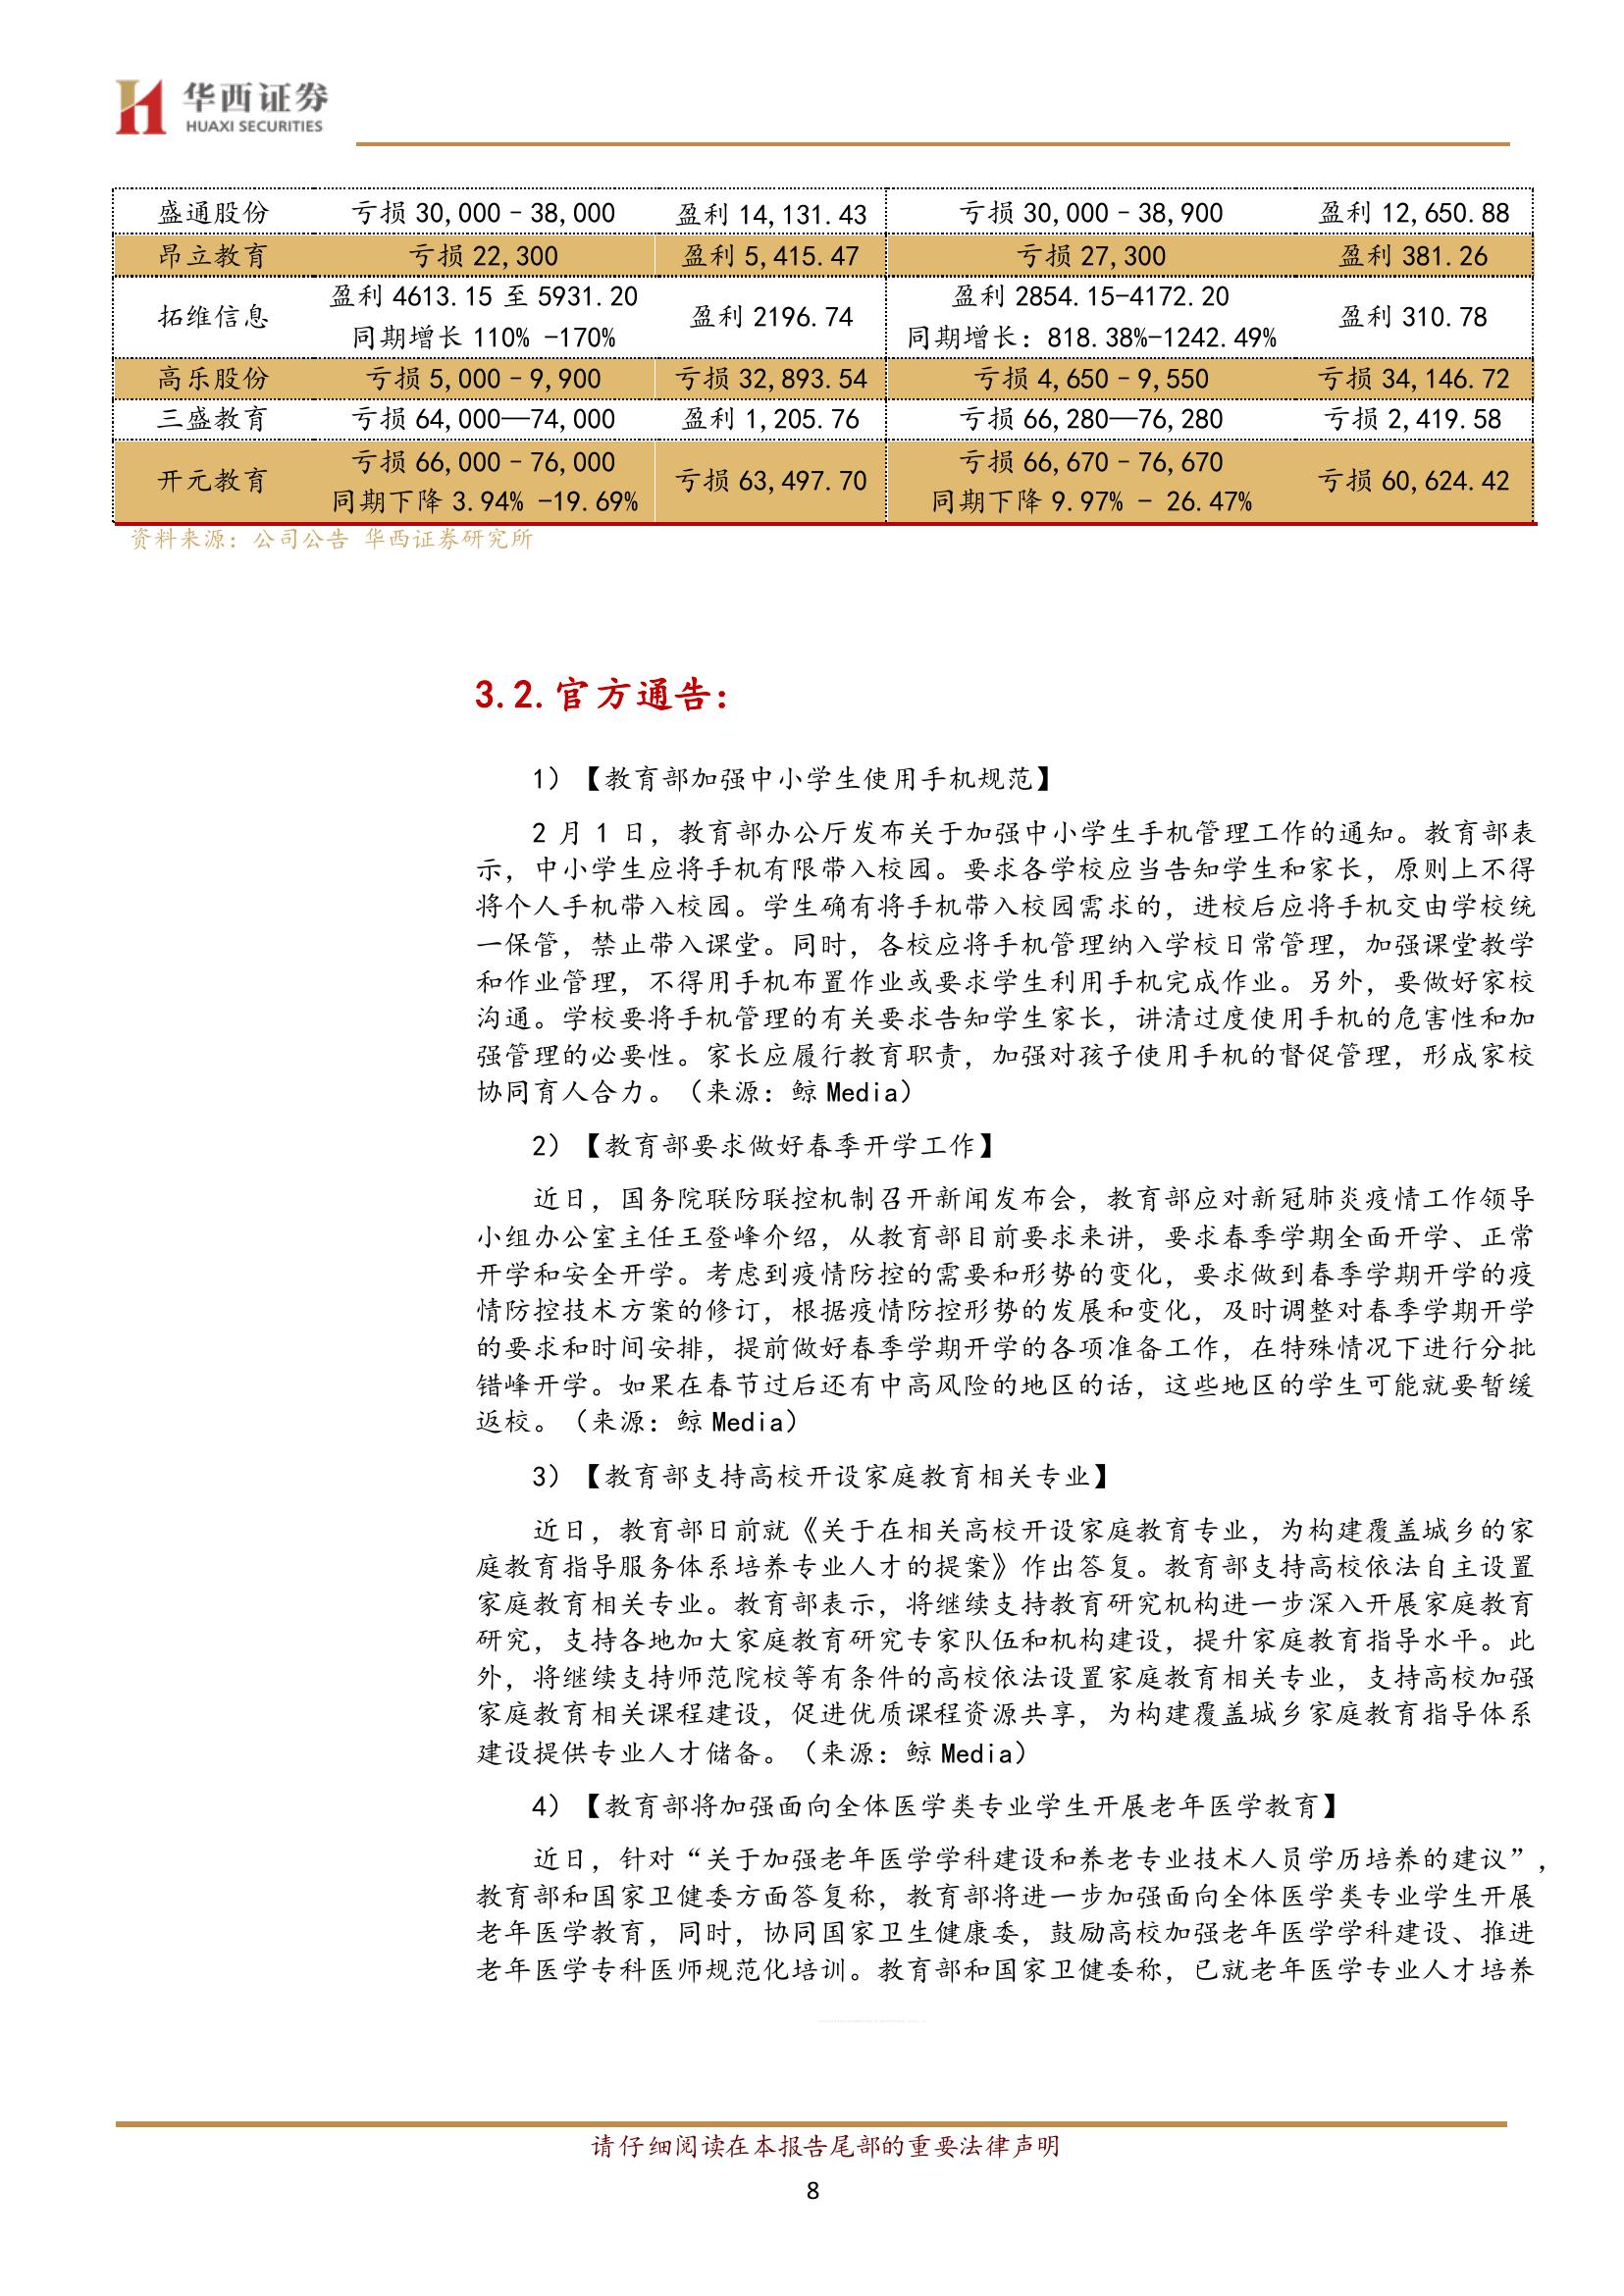 华西证券
HUAXI SECURITIES
盛通股份 亏损 30,000–38,000 盈利 14,131.43 亏损 30,000–38,900 盈利 12,650.88
昂立教育 亏损 22,300 盈利 5,415.47 亏损 27,300 盈利 381.26
拓维信息 盈利 4613.15 至 5931.20 盈利 2196.74 盈利 2854.15-4172.20 盈利 310.78
同期增长 110% -170% 同期增长：818.38%-1242.49%
高乐股份 亏损 5,000–9,900 亏损 32,893.54 亏损 4,650–9,550 亏损 34,146.72
三盛教育 亏损 64,000—74,000 盈利 1,205.76 亏损 66,280—76,280 亏损 2,419.58
开元教育 亏损 66,000–76,000 亏损 63,497.70 亏损 66,670–76,670 亏损 60,624.42
同期下降 3.94% -19.69% 同期下降 9.97% - 26.47%
资料来源：公司公告 华西证券研究所
3.2.官方通告：
1）【教育部加强中小学生使用手机规范】
2 月 1 日，教育部办公厅发布关于加强中小学生手机管理工作的通知。教育部表
示，中小学生应将手机有限带入校园。要求各学校应当告知学生和家长，原则上不得
将个人手机带入校园。学生确有将手机带入校园需求的，进校后应将手机交由学校统
一保管，禁止带入课堂。同时，各校应将手机管理纳入学校日常管理，加强课堂教学
和作业管理，不得用手机布置作业或要求学生利用手机完成作业。另外，要做好家校
沟通。学校要将手机管理的有关要求告知学生家长，讲清过度使用手机的危害性和加
强管理的必要性。家长应履行教育职责，加强对孩子使用手机的督促管理，形成家校
协同育人合力。（来源：鲸 Media）
2）【教育部要求做好春季开学工作】
近日，国务院联防联控机制召开新闻发布会，教育部应对新冠肺炎疫情工作领导
小组办公室主任王登峰介绍，从教育部目前要求来讲，要求春季学期全面开学、正常
开学和安全开学。考虑到疫情防控的需要和形势的变化，要求做到春季学期开学的疫
情防控技术方案的修订，根据疫情防控形势的发展和变化，及时调整对春季学期开学
的要求和时间安排，提前做好春季学期开学的各项准备工作，在特殊情况下进行分批
错峰开学。如果在春节过后还有中高风险的地区的话，这些地区的学生可能就要暂缓
返校。（来源：鲸 Media）
3）【教育部支持高校开设家庭教育相关专业】
近日，教育部日前就《关于在相关高校开设家庭教育专业，为构建覆盖城乡的家
庭教育指导服务体系培养专业人才的提案》作出答复。教育部支持高校依法自主设置
家庭教育相关专业。教育部表示，将继续支持教育研究机构进一步深入开展家庭教育
研究，支持各地加大家庭教育研究专家队伍和机构建设，提升家庭教育指导水平。此
外，将继续支持师范院校等有条件的高校依法设置家庭教育相关专业，支持高校加强
家庭教育相关课程建设，促进优质课程资源共享，为构建覆盖城乡家庭教育指导体系
建设提供专业人才储备。（来源：鲸 Media）
4）【教育部将加强面向全体医学类专业学生开展老年医学教育】
近日，针对“关于加强老年医学学科建设和养老专业技术人员学历培养的建议”，
教育部和国家卫健委方面答复称，教育部将进一步加强面向全体医学类专业学生开展
老年医学教育，同时，协同国家卫生健康委，鼓励高校加强老年医学学科建设、推进
老年医学专科医师规范化培训。教育部和国家卫健委称，已就老年医学专业人才培养
请仔细阅读在本报告尾部的重要法律声明
8